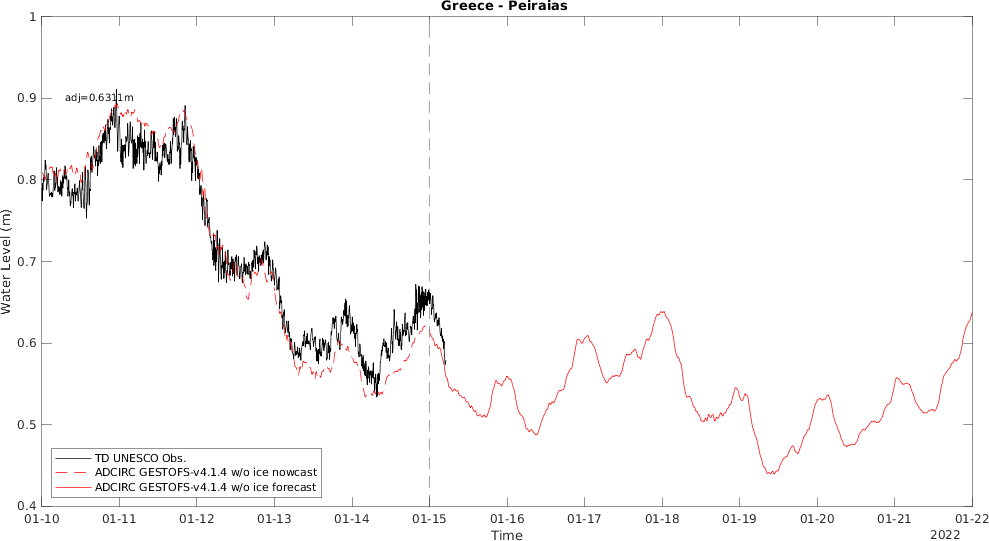 Greece - Peiraias
1
0.9
0.8
0.7
0.6
0.5
0.4
Water Level (m)
adj=0.6311m
TD UNESCO Obs.
ADCIRC GESTOFS-v4.1.4 w/o ice nowcast
ADCIRC GESTOFS-v4.1.4 w/o ice forecast
01-10 01-11 01-12 01-13 01-14 01-15 01-16 01-17 01-18 01-19 01-20 01-21 01-22
Time
2022